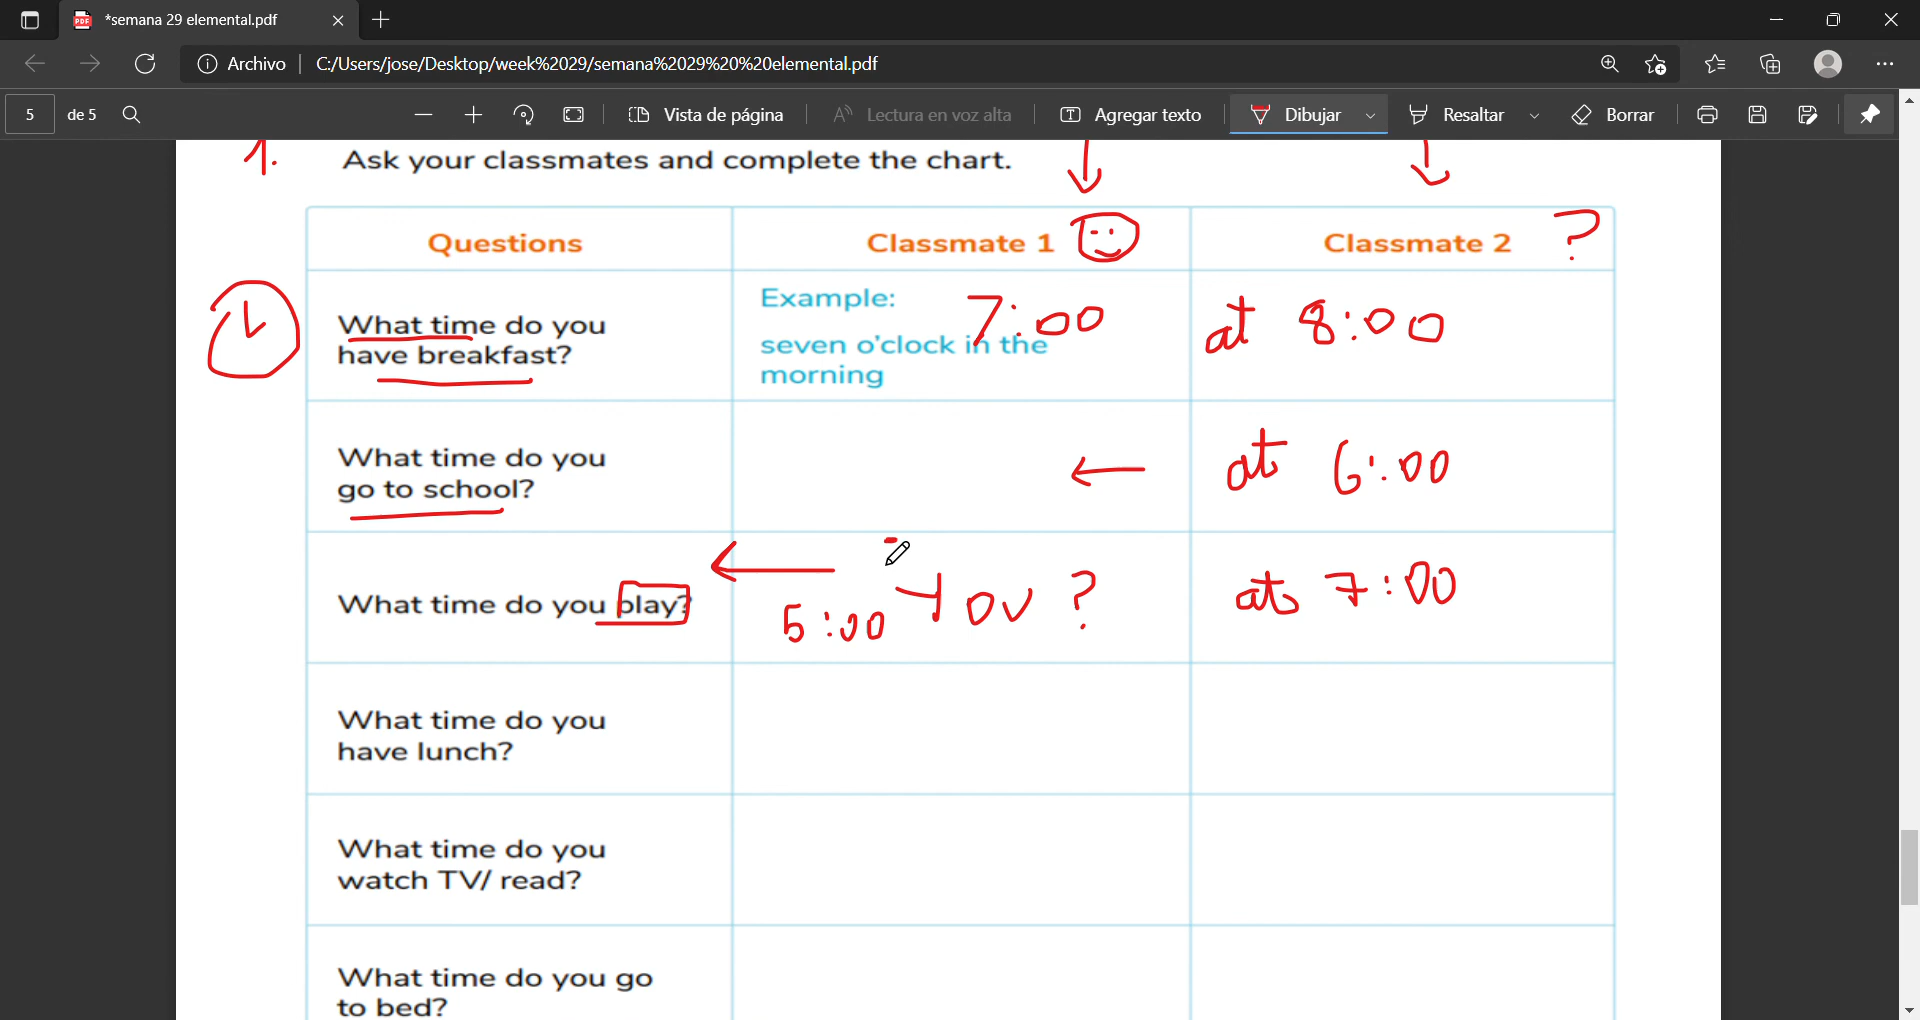 *semana 29 elemental.pdf
Archivo
C:/Users/jose/Desktop/week%2029/semana%2029%20%20elemental.pdf
5 de 5
Vista de página
Lectura en voz alta
Agregar texto
Dibujar
Resaltar
Borrar
1. Ask your classmates and complete the chart.
Questions
Classmate 1
Classmate 2 ?
What time do you
have breakfast?
Example: 7:00
seven o'clock in the
morning
at 8:00
What time do you
go to school?
at 6:00
What time do you play?
5:00 You ?
at 7:00
What time do you
have lunch?
What time do you
watch TV/ read?
What time do you go
to bed?